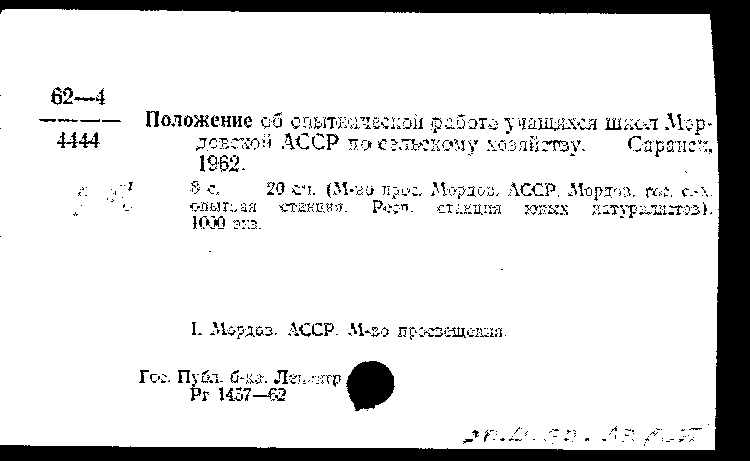 62—4
4444
Положение об опытнической работе учащихся школ Мор-
довской АССР по сельскому хозяйству. Саранск,
1962.
8 с. 20 см. (М-во прос. Мордов. АССР. Мордов. гос. с.-х.
опытная станция. Респ. станция юных натуралистов).
1000 экз.
I. Мордов. АССР. М-во просвещения.
Гос. Публ. б-ка. Ленингр
Рг 1457—62